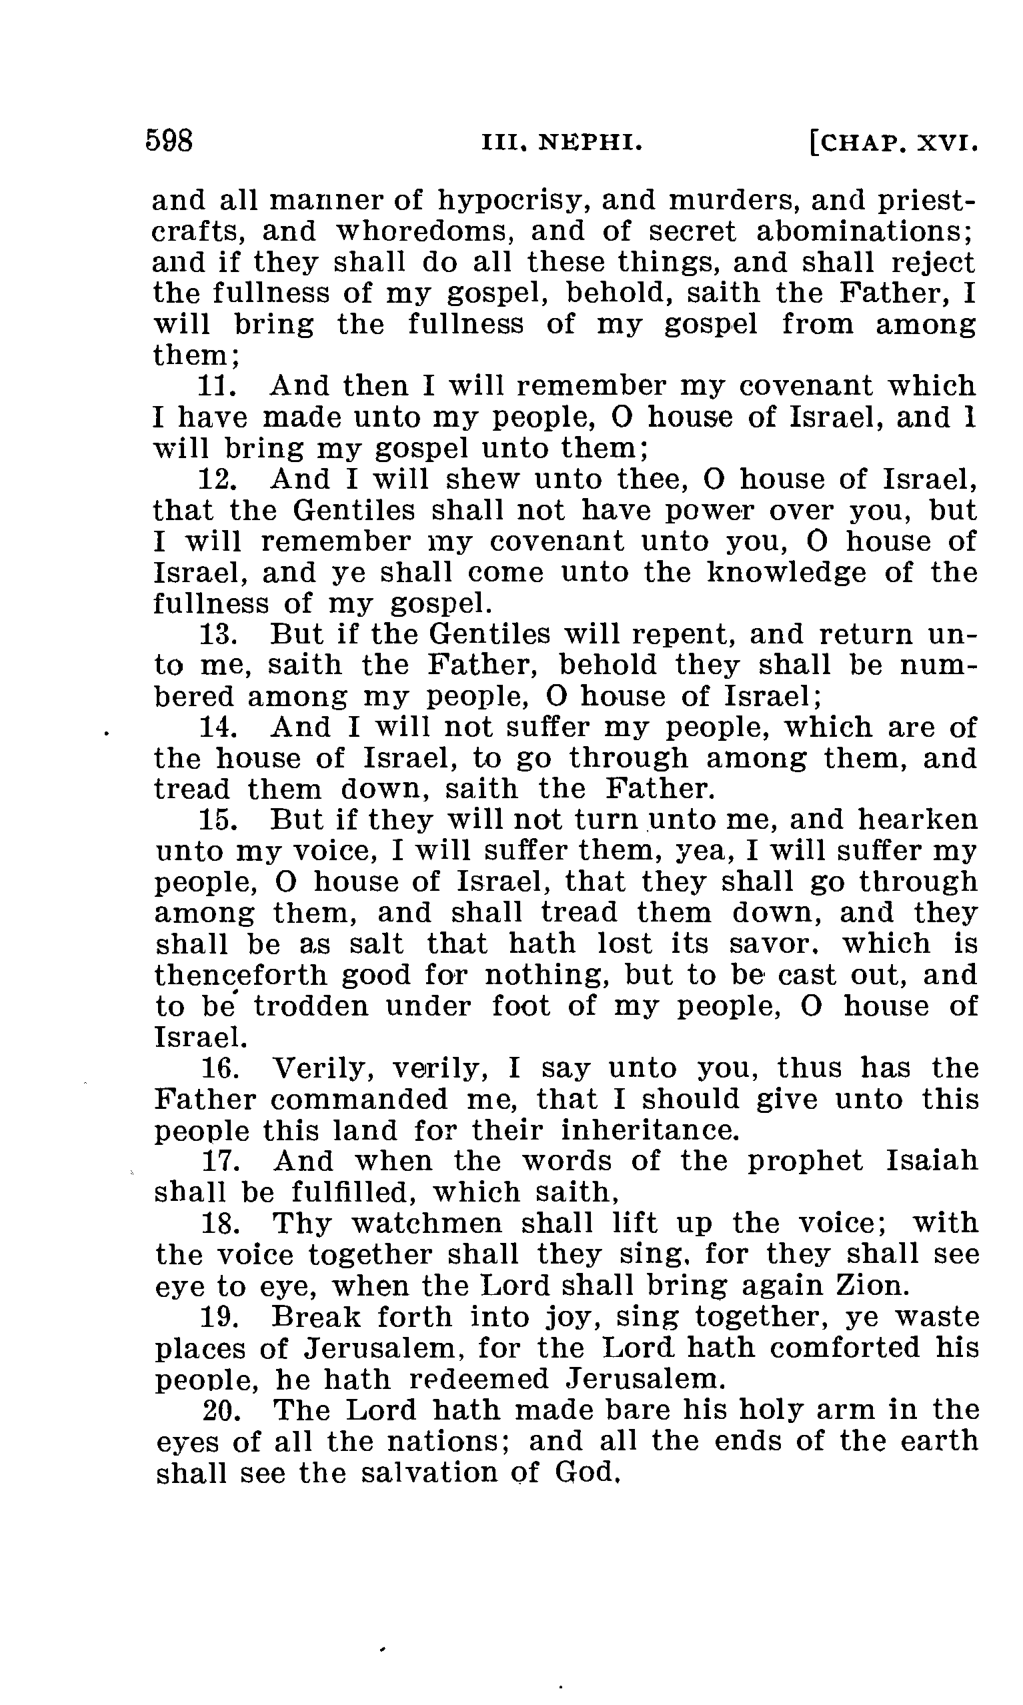 598 III. NEPHI. [CHAP. XVI.
and all manner of hypocrisy, and murders, and priest-
crafts, and whoredoms, and of secret abominations;
and if they shall do all these things, and shall reject
the fullness of my gospel, behold, saith the Father, I
will bring the fullness of my gospel from among
them;
11. And then I will remember my covenant which
I have made unto my people, O house of Israel, and I
will bring my gospel unto them;
12. And I will shew unto thee, O house of Israel,
that the Gentiles shall not have power over you, but
I will remember my covenant unto you, O house of
Israel, and ye shall come unto the knowledge of the
fullness of my gospel.
13. But if the Gentiles will repent, and return un-
to me, saith the Father, behold they shall be num-
bered among my people, O house of Israel;
14. And I will not suffer my people, which are of
the house of Israel, to go through among them, and
tread them down, saith the Father.
15. But if they will not turn unto me, and hearken
unto my voice, I will suffer them, yea, I will suffer my
people, O house of Israel, that they shall go through
among them, and shall tread them down, and they
shall be as salt that hath lost its savor, which is
thenceforth good for nothing, but to be cast out, and
to be trodden under foot of my people, O house of
Israel.
16. Verily, verily, I say unto you, thus has the
Father commanded me, that I should give unto this
people this land for their inheritance.
17. And when the words of the prophet Isaiah
shall be fulfilled, which saith,
18. Thy watchmen shall lift up the voice; with
the voice together shall they sing, for they shall see
eye to eye, when the Lord shall bring again Zion.
19. Break forth into joy, sing together, ye waste
places of Jerusalem, for the Lord hath comforted his
people, he hath redeemed Jerusalem.
20. The Lord hath made bare his holy arm in the
eyes of all the nations; and all the ends of the earth
shall see the salvation of God.